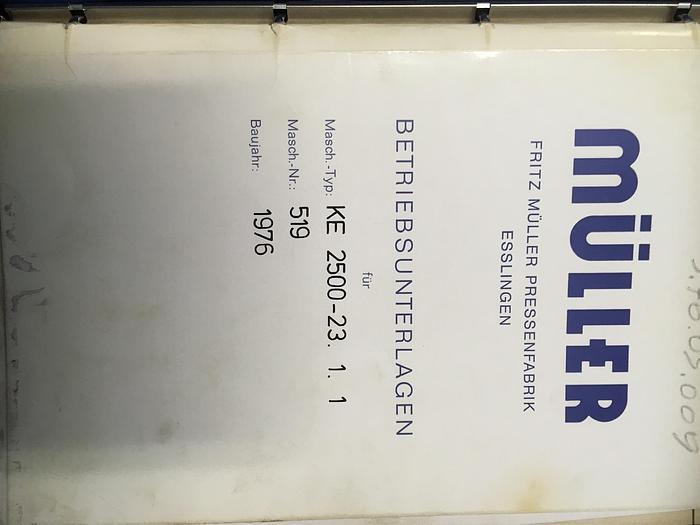 MÜLLER
FRITZ MÜLLER PRESSENFABRIK
ESSLINGEN
BETRIEBSUNTERLAGEN
für
Masch.-Typ: KE 2500-23. 1. 1
Masch.-Nr.: 519
Baujahr: 1976